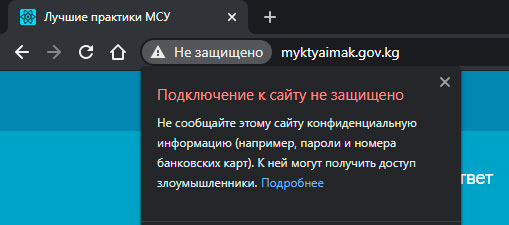 Лучшие практики МСУ
Не защищено myktyaimak.gov.kg
Подключение к сайту не защищено
Не сообщайте этому сайту конфиденциальную
информацию (например, пароли и номера
банковских карт). К ней могут получить доступ
злоумышленники. Подробнее
твет